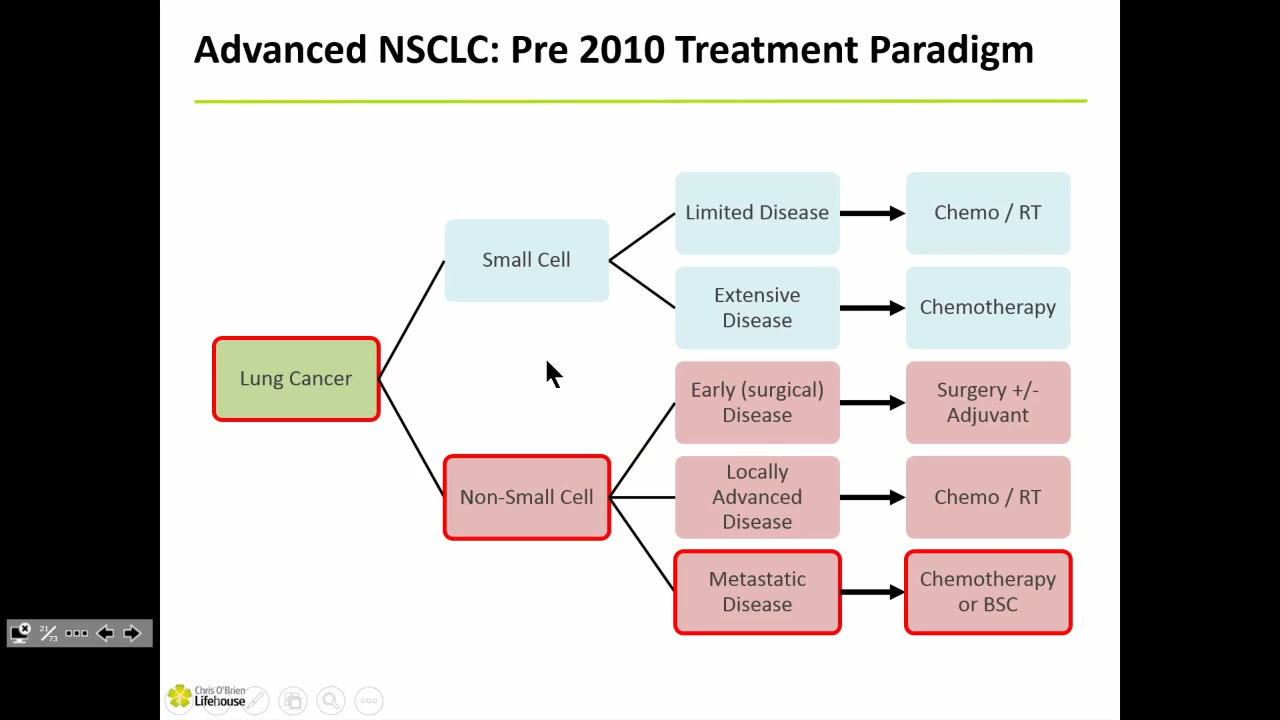 Advanced NSCLC: Pre 2010 Treatment Paradigm
Limited Disease
Chemo / RT
Small Cell
Extensive
Disease
Chemotherapy
Lung Cancer
Early (surgical)
Disease
Surgery +/-
Adjuvant
Non-Small Cell
Locally
Advanced
Disease
Chemo / RT
Metastatic
Disease
Chemotherapy
or BSC
21/73
Chris O'Brien
Lifehouse